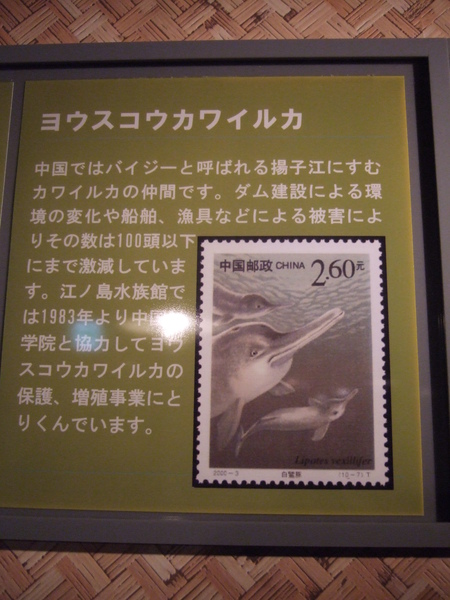 ヨウスコウカワイルカ
中国ではバイジーと呼ばれる揚子江にすむ
カワイルカの仲間です。ダム建設による環
境の変化や船舶、漁具などによる被害によ
りその数は100頭以下
にまで激減していま
す。江ノ島水族館で
は1983年より中国
学院と協力してヨウ
スコウカワイルカの
保護、増殖事業にと
りくんでいます。
中国邮政 CHINA 2.60元
Lipotes vexillifer
2000-3